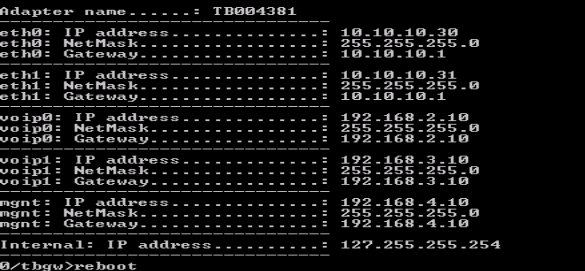 Adapter name......: TB004381
-------------------------------
eth0: IP address..............: 10.10.10.30
eth0: NetMask.................: 255.255.255.0
eth0: Gateway.................: 10.10.10.1
-------------------------------
eth1: IP address..............: 10.10.10.31
eth1: NetMask.................: 255.255.255.0
eth1: Gateway.................: 10.10.10.1
-------------------------------
voip0: IP address.............: 192.168.2.10
voip0: NetMask................: 255.255.255.0
voip0: Gateway................: 192.168.2.10
-------------------------------
voip1: IP address.............: 192.168.3.10
voip1: NetMask................: 255.255.255.0
voip1: Gateway................: 192.168.3.10
-------------------------------
mgnt: IP address..............: 192.168.4.10
mgnt: NetMask.................: 255.255.255.0
mgnt: Gateway.................: 192.168.4.10
-------------------------------
Internal: IP address..........: 127.255.255.254
-------------------------------
0/tbgw>reboot